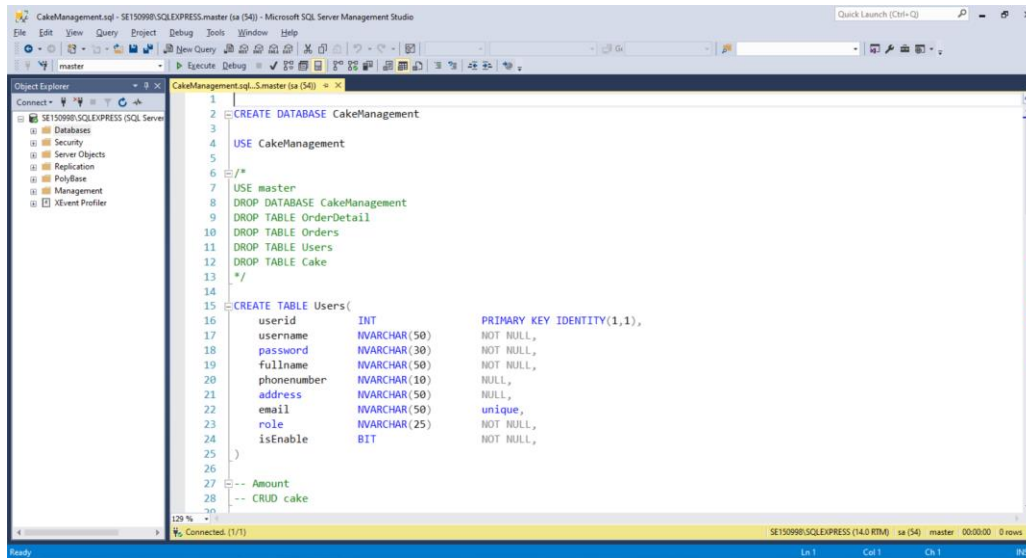 CakeManagement.sql - SE150998\SQLEXPRESS.master (sa (54)) - Microsoft SQL Server Management Studio
Quick Launch (Ctrl+Q)
File Edit View Query Project Debug Tools Window Help
New Query
master
Execute Debug
Object Explorer
CakeManagement.sql...S.master (sa (54))
Connect
SE150998\SQLEXPRESS (SQL Server
Databases
Security
Server Objects
Replication
PolyBase
Management
XEvent Profiler
1
2 CREATE DATABASE CakeManagement
3
4 USE CakeManagement
5
6 /*
7 USE master
8 DROP DATABASE CakeManagement
9 DROP TABLE OrderDetail
10 DROP TABLE Orders
11 DROP TABLE Users
12 DROP TABLE Cake
13 */
14
15 CREATE TABLE Users(
16 userid INT PRIMARY KEY IDENTITY(1,1),
17 username NVARCHAR(50) NOT NULL,
18 password NVARCHAR(30) NOT NULL,
19 fullname NVARCHAR(50) NOT NULL,
20 phonenumber NVARCHAR(10) NULL,
21 address NVARCHAR(50) NULL,
22 email NVARCHAR(50) unique,
23 role NVARCHAR(25) NOT NULL,
24 isEnable BIT NOT NULL,
25 )
26
27 -- Amount
28 -- CRUD cake
129 %
Connected. (1/1)
SE150998\SQLEXPRESS (14.0 RTM) sa (54) master 00:00:00 0 rows
Ready
Ln 1 Col 1 Ch 1